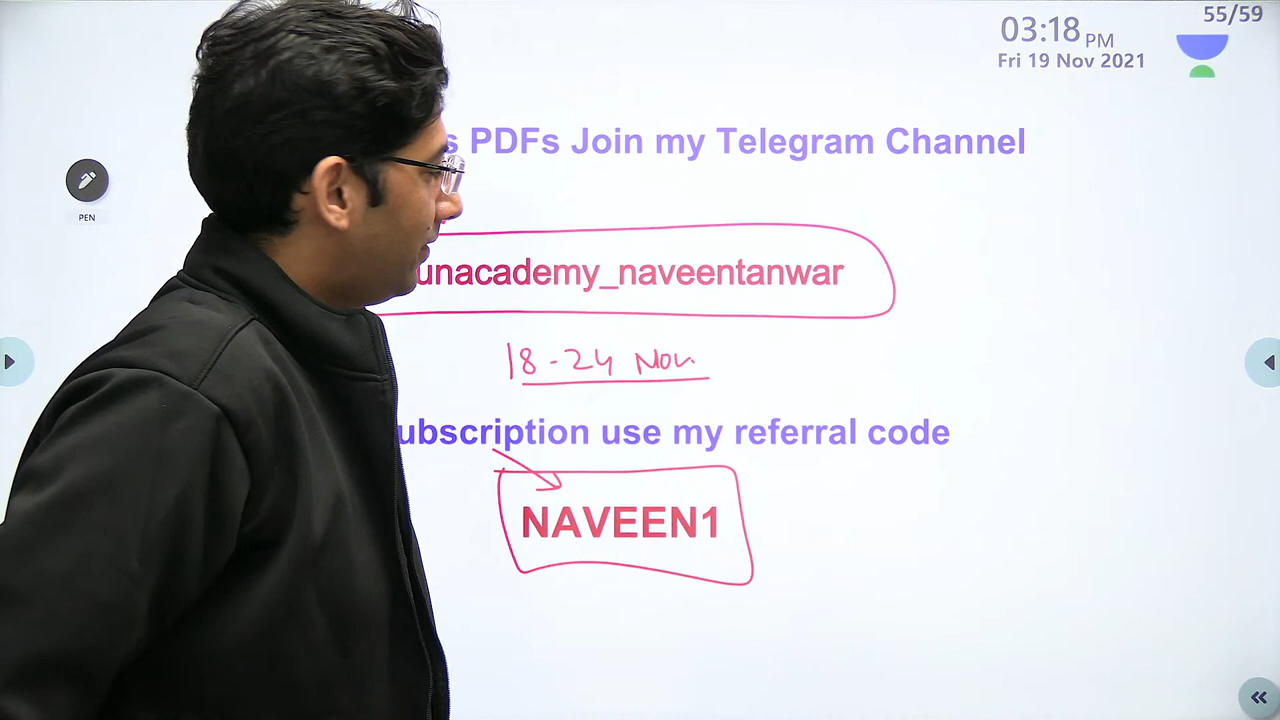 55/59
03:18 PM
Fri 19 Nov 2021
s PDFs Join my Telegram Channel
PEN
unacademy_naveentanwar
18-24 Nov.
ubscription use my referral code
NAVEEN1